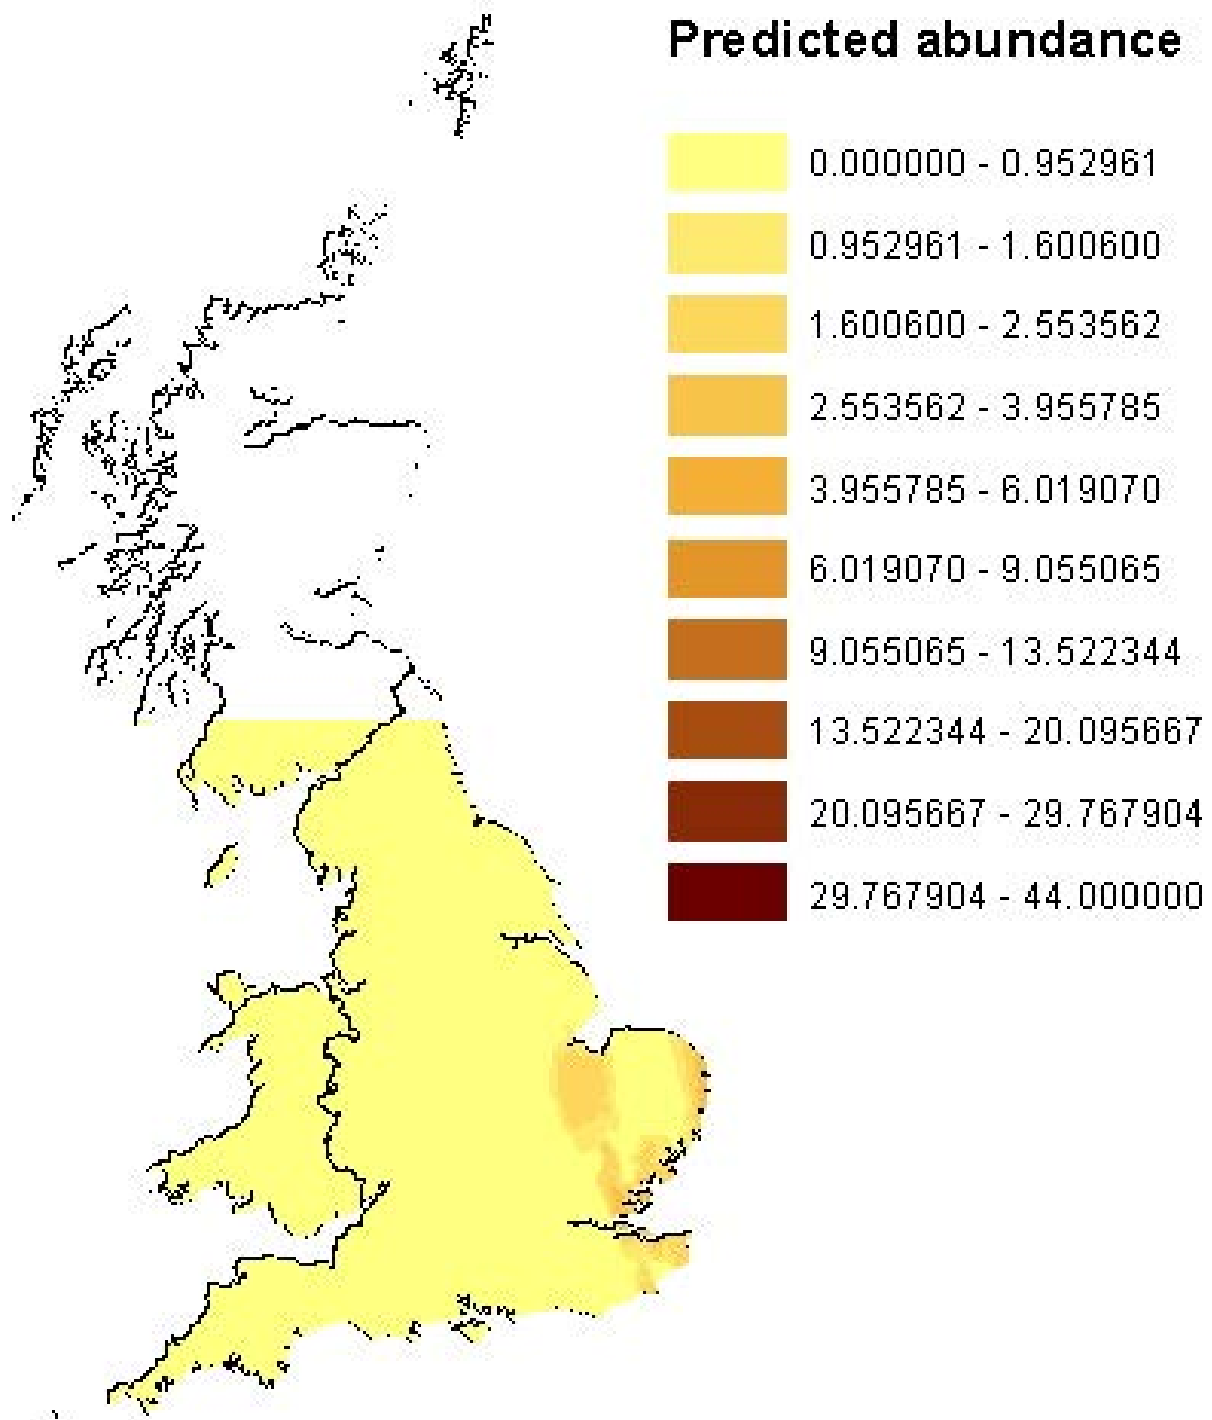 Predicted abundance
0.000000 - 0.952961
0.952961 - 1.600600
1.600600 - 2.553562
2.553562 - 3.955785
3.955785 - 6.019070
6.019070 - 9.055065
9.055065 - 13.522344
13.522344 - 20.095667
20.095667 - 29.767904
29.767904 - 44.000000